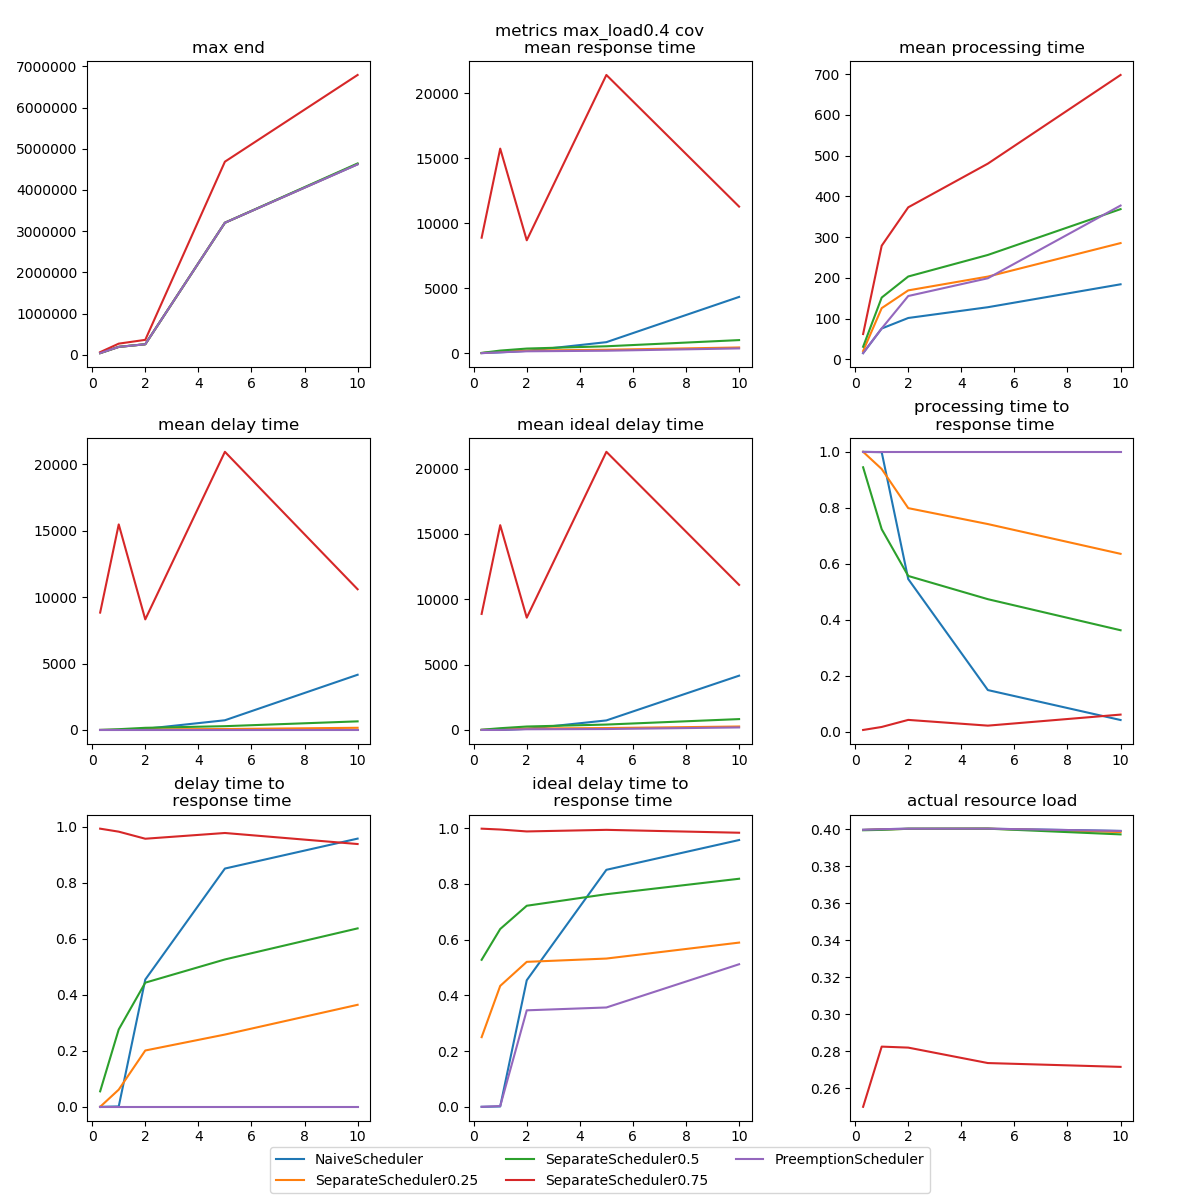 metrics max_load0.4 cov
max end
mean response time
mean processing time
7000000
6000000
5000000
4000000
3000000
2000000
1000000
0
0 2 4 6 8 10
20000
15000
10000
5000
0
0 2 4 6 8 10
700
600
500
400
300
200
100
0
0 2 4 6 8 10
mean delay time
mean ideal delay time
processing time to
response time
20000
15000
10000
5000
0
0 2 4 6 8 10
20000
15000
10000
5000
0
0 2 4 6 8 10
1.0
0.8
0.6
0.4
0.2
0.0
0 2 4 6 8 10
delay time to
response time
ideal delay time to
response time
actual resource load
1.0
0.8
0.6
0.4
0.2
0.0
0 2 4 6 8 10
1.0
0.8
0.6
0.4
0.2
0.0
0 2 4 6 8 10
0.40
0.38
0.36
0.34
0.32
0.30
0.28
0.26
0 2 4 6 8 10
NaiveScheduler
SeparateScheduler0.25
SeparateScheduler0.5
SeparateScheduler0.75
PreemptionScheduler